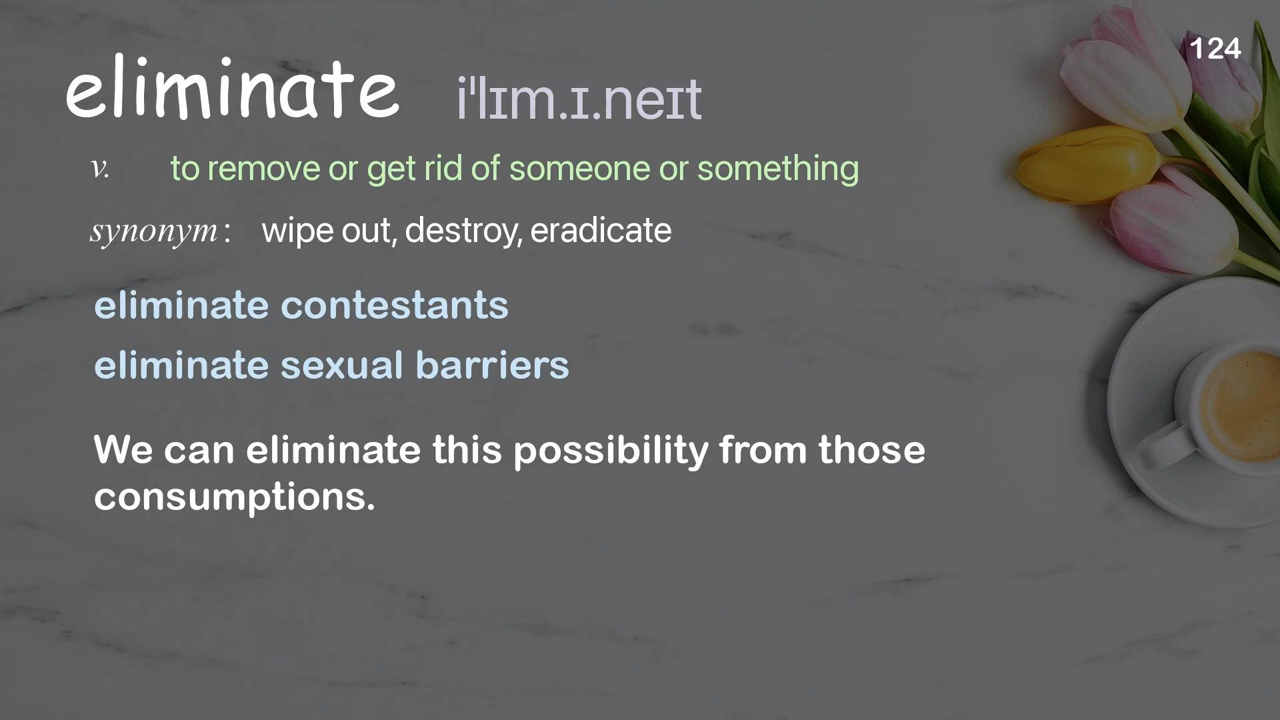 124
eliminate iˈlɪm.ɪ.neɪt
v. to remove or get rid of someone or something
synonym: wipe out, destroy, eradicate
eliminate contestants
eliminate sexual barriers
We can eliminate this possibility from those
consumptions.